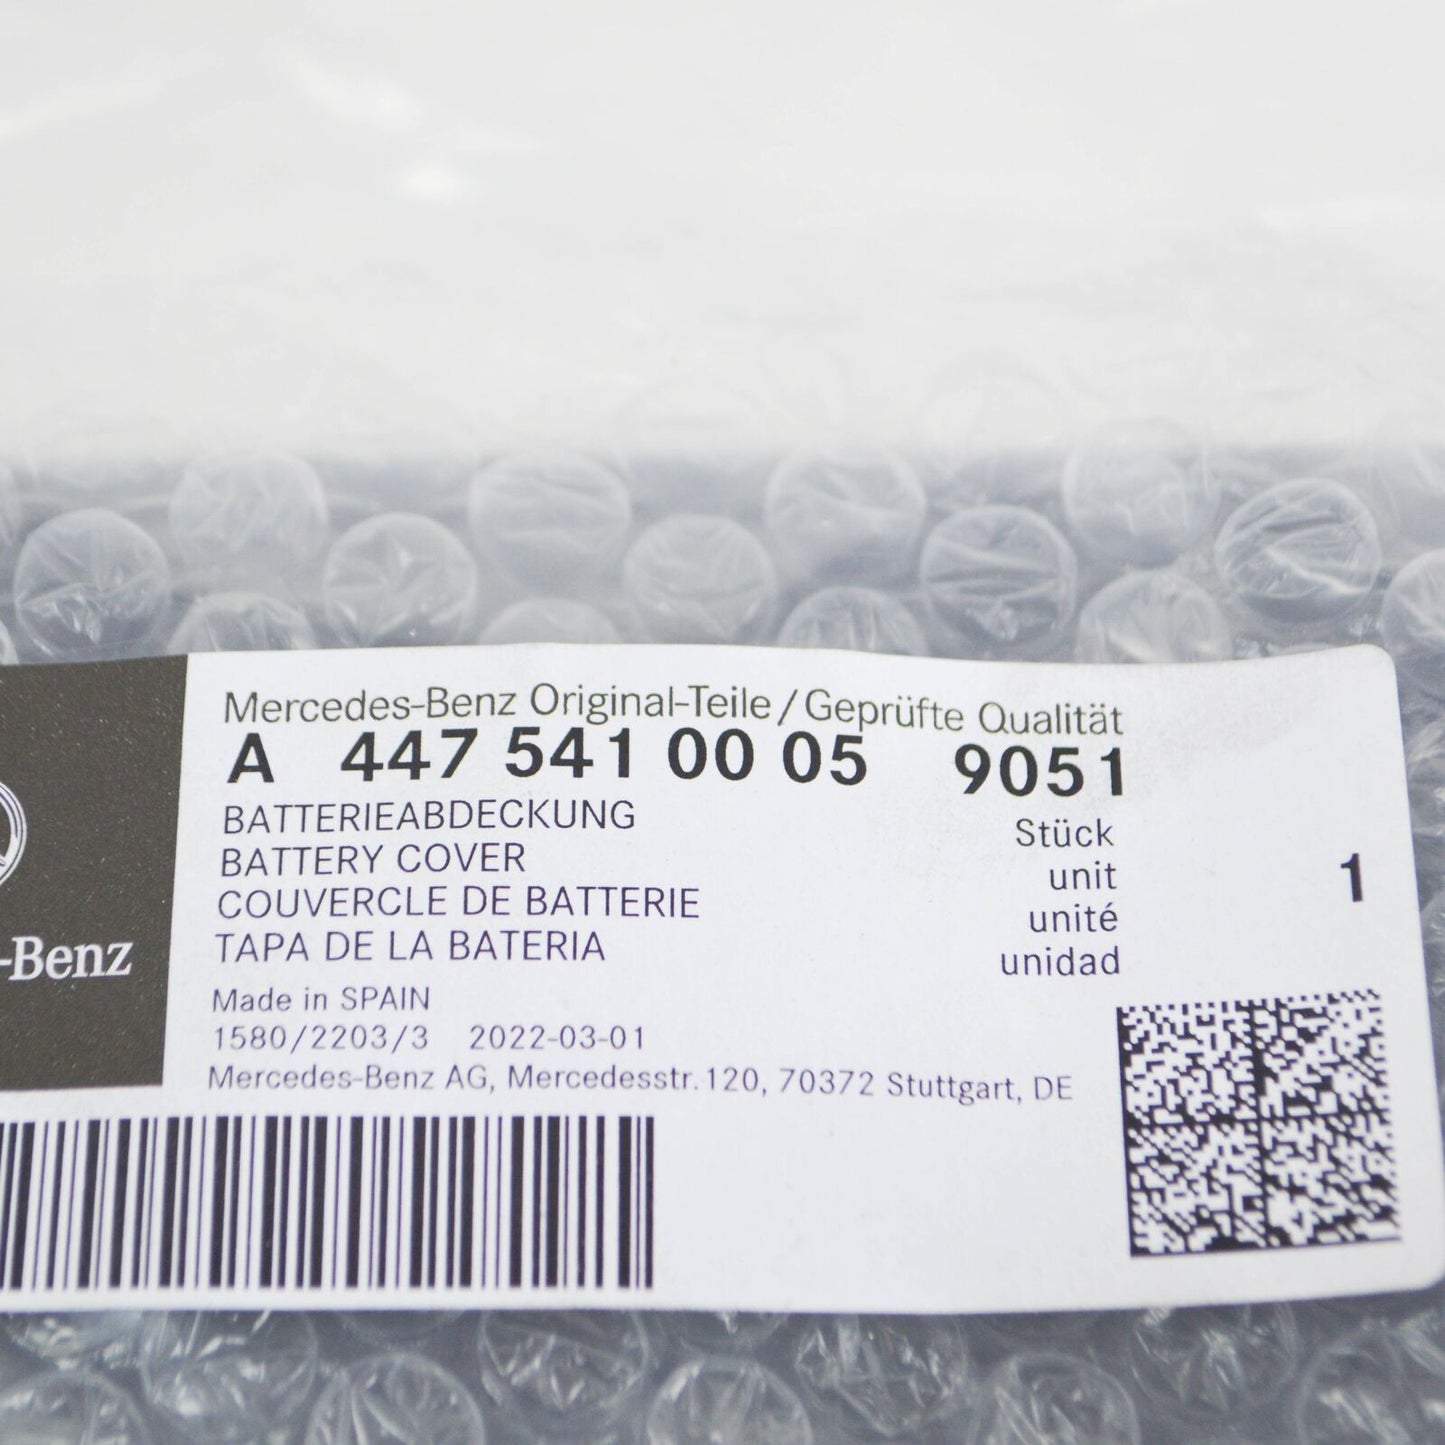 Mercedes-Benz Original-Teile/Geprüfte Qualität
A 447 541 00 05 9051
BATTERIEABDECKUNG
BATTERY COVER
COUVERCLE DE BATTERIE
TAPA DE LA BATERIA
Stück
unit
unité
unidad
1
-Benz
Made in SPAIN
1580/2203/3 2022-03-01
Mercedes-Benz AG, Mercedesstr.120, 70372 Stuttgart, DE